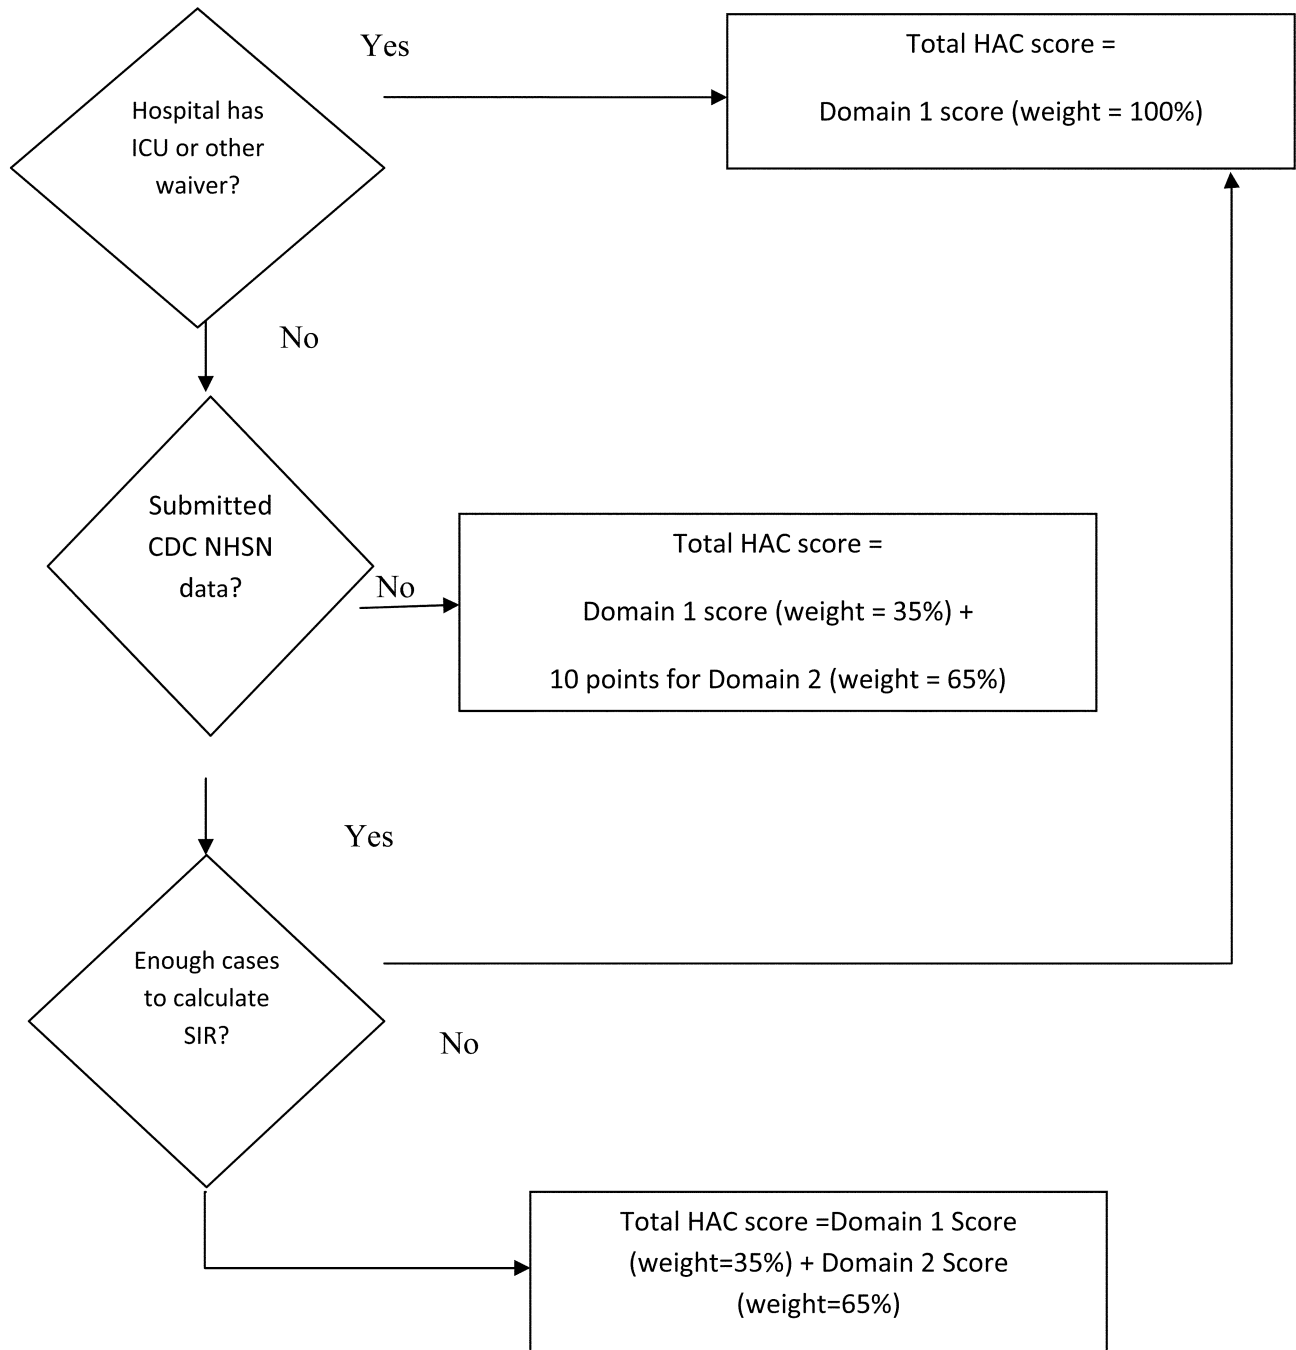 Yes
Total HAC score =
Domain 1 score (weight = 100%)
Hospital has
ICU or other
waiver?
No
Submitted
CDC NHSN
data?
No
Total HAC score =
Domain 1 score (weight = 35%) +
10 points for Domain 2 (weight = 65%)
Yes
Enough cases
to calculate
SIR?
No
Total HAC score =Domain 1 Score
(weight=35%) + Domain 2 Score
(weight=65%)